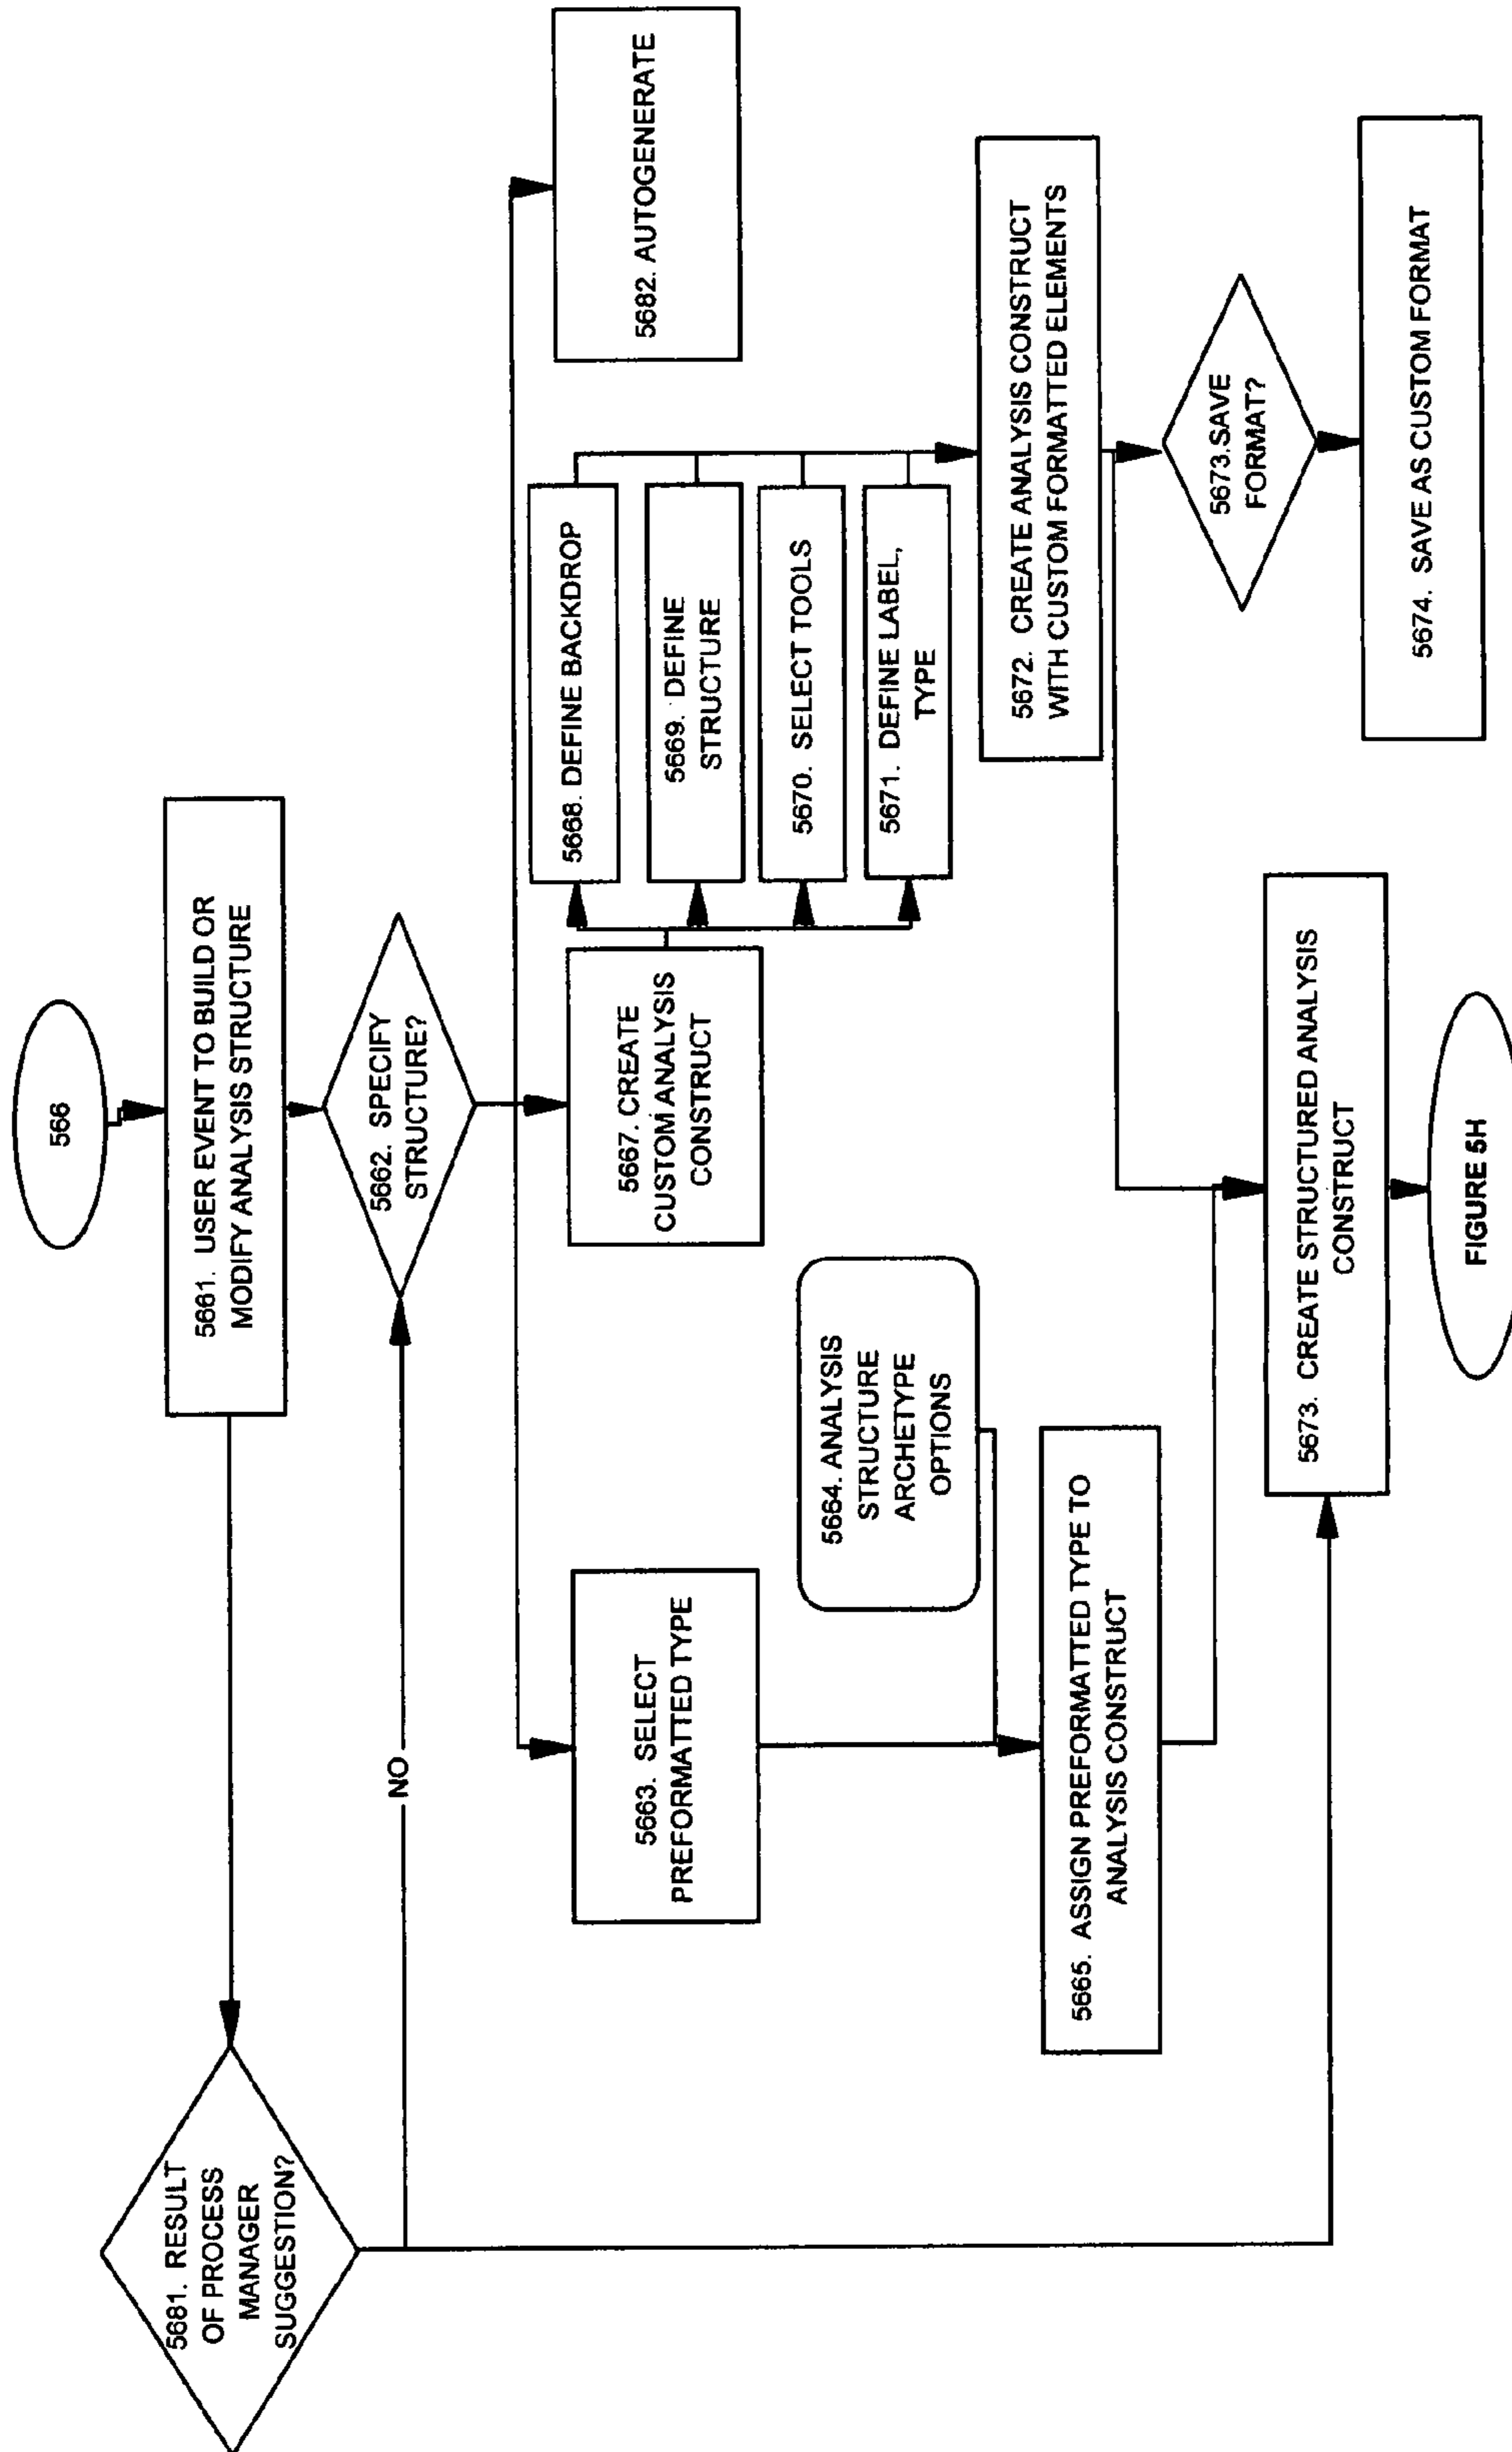 566
5661. USER EVENT TO BUILD OR
MODIFY ANALYSIS STRUCTURE
5681. RESULT
OF PROCESS
MANAGER
SUGGESTION?
5662. SPECIFY
STRUCTURE?
NO
5663. SELECT
PREFORMATTED TYPE
5667. CREATE
CUSTOM ANALYSIS
CONSTRUCT
5668. DEFINE BACKDROP
5669. DEFINE
STRUCTURE
5670. SELECT TOOLS
5671. DEFINE LABEL,
TYPE
5682. AUTOGENERATE
5664. ANALYSIS
STRUCTURE
ARCHETYPE
OPTIONS
5665. ASSIGN PREFORMATTED TYPE TO
ANALYSIS CONSTRUCT
5672. CREATE ANALYSIS CONSTRUCT
WITH CUSTOM FORMATTED ELEMENTS
5673.SAVE
FORMAT?
5673. CREATE STRUCTURED ANALYSIS
CONSTRUCT
5674. SAVE AS CUSTOM FORMAT
FIGURE 5H